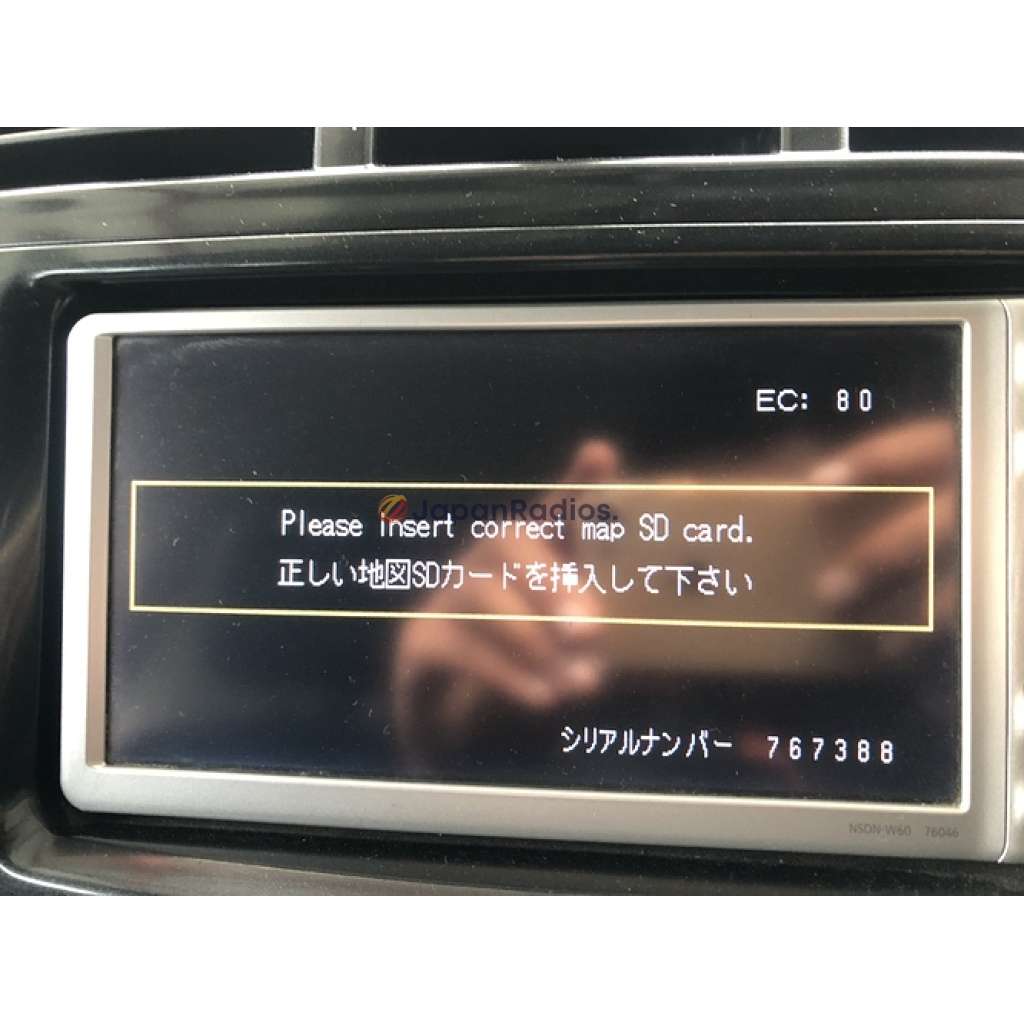 EC: 80
JapanRadios.
Please insert correct map SD card.
正しい地図SDカードを挿入して下さい
シリアルナンバー 767388
NSDN-W60 76046